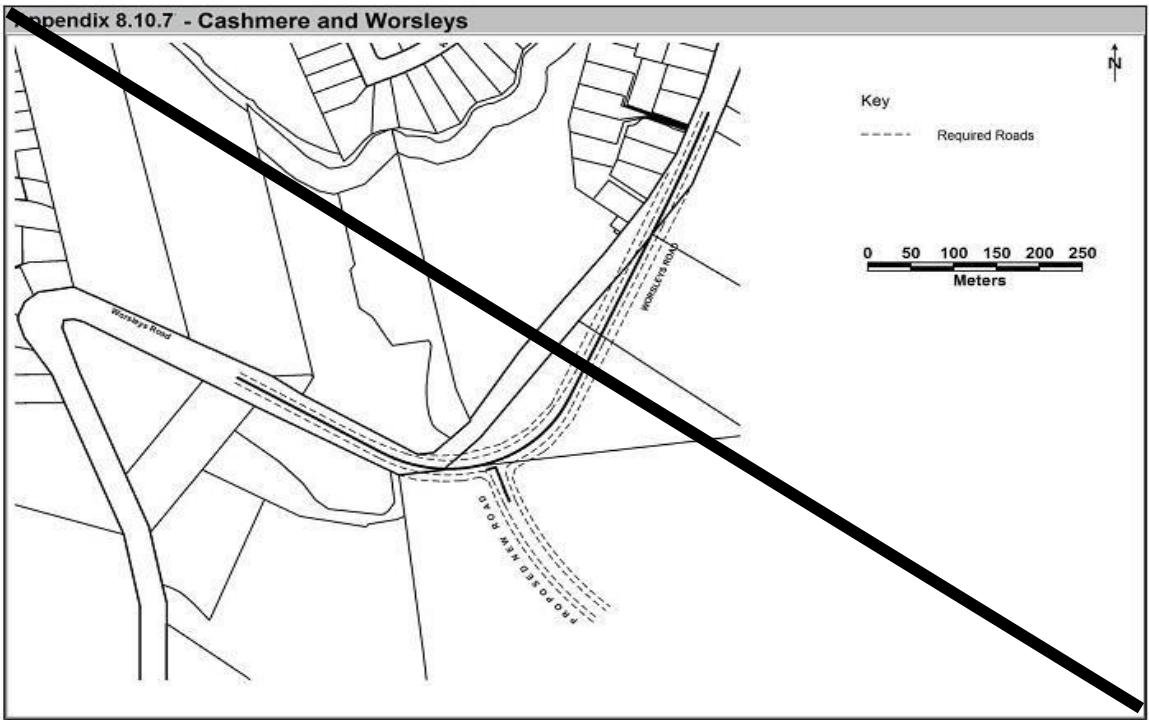 Appendix 8.10.7 - Cashmere and Worsleys
N
Key
Required Roads
0 50 100 150 200 250
Meters
WORSLEYS ROAD
Worsleys Road
PROPOSED NEW ROAD